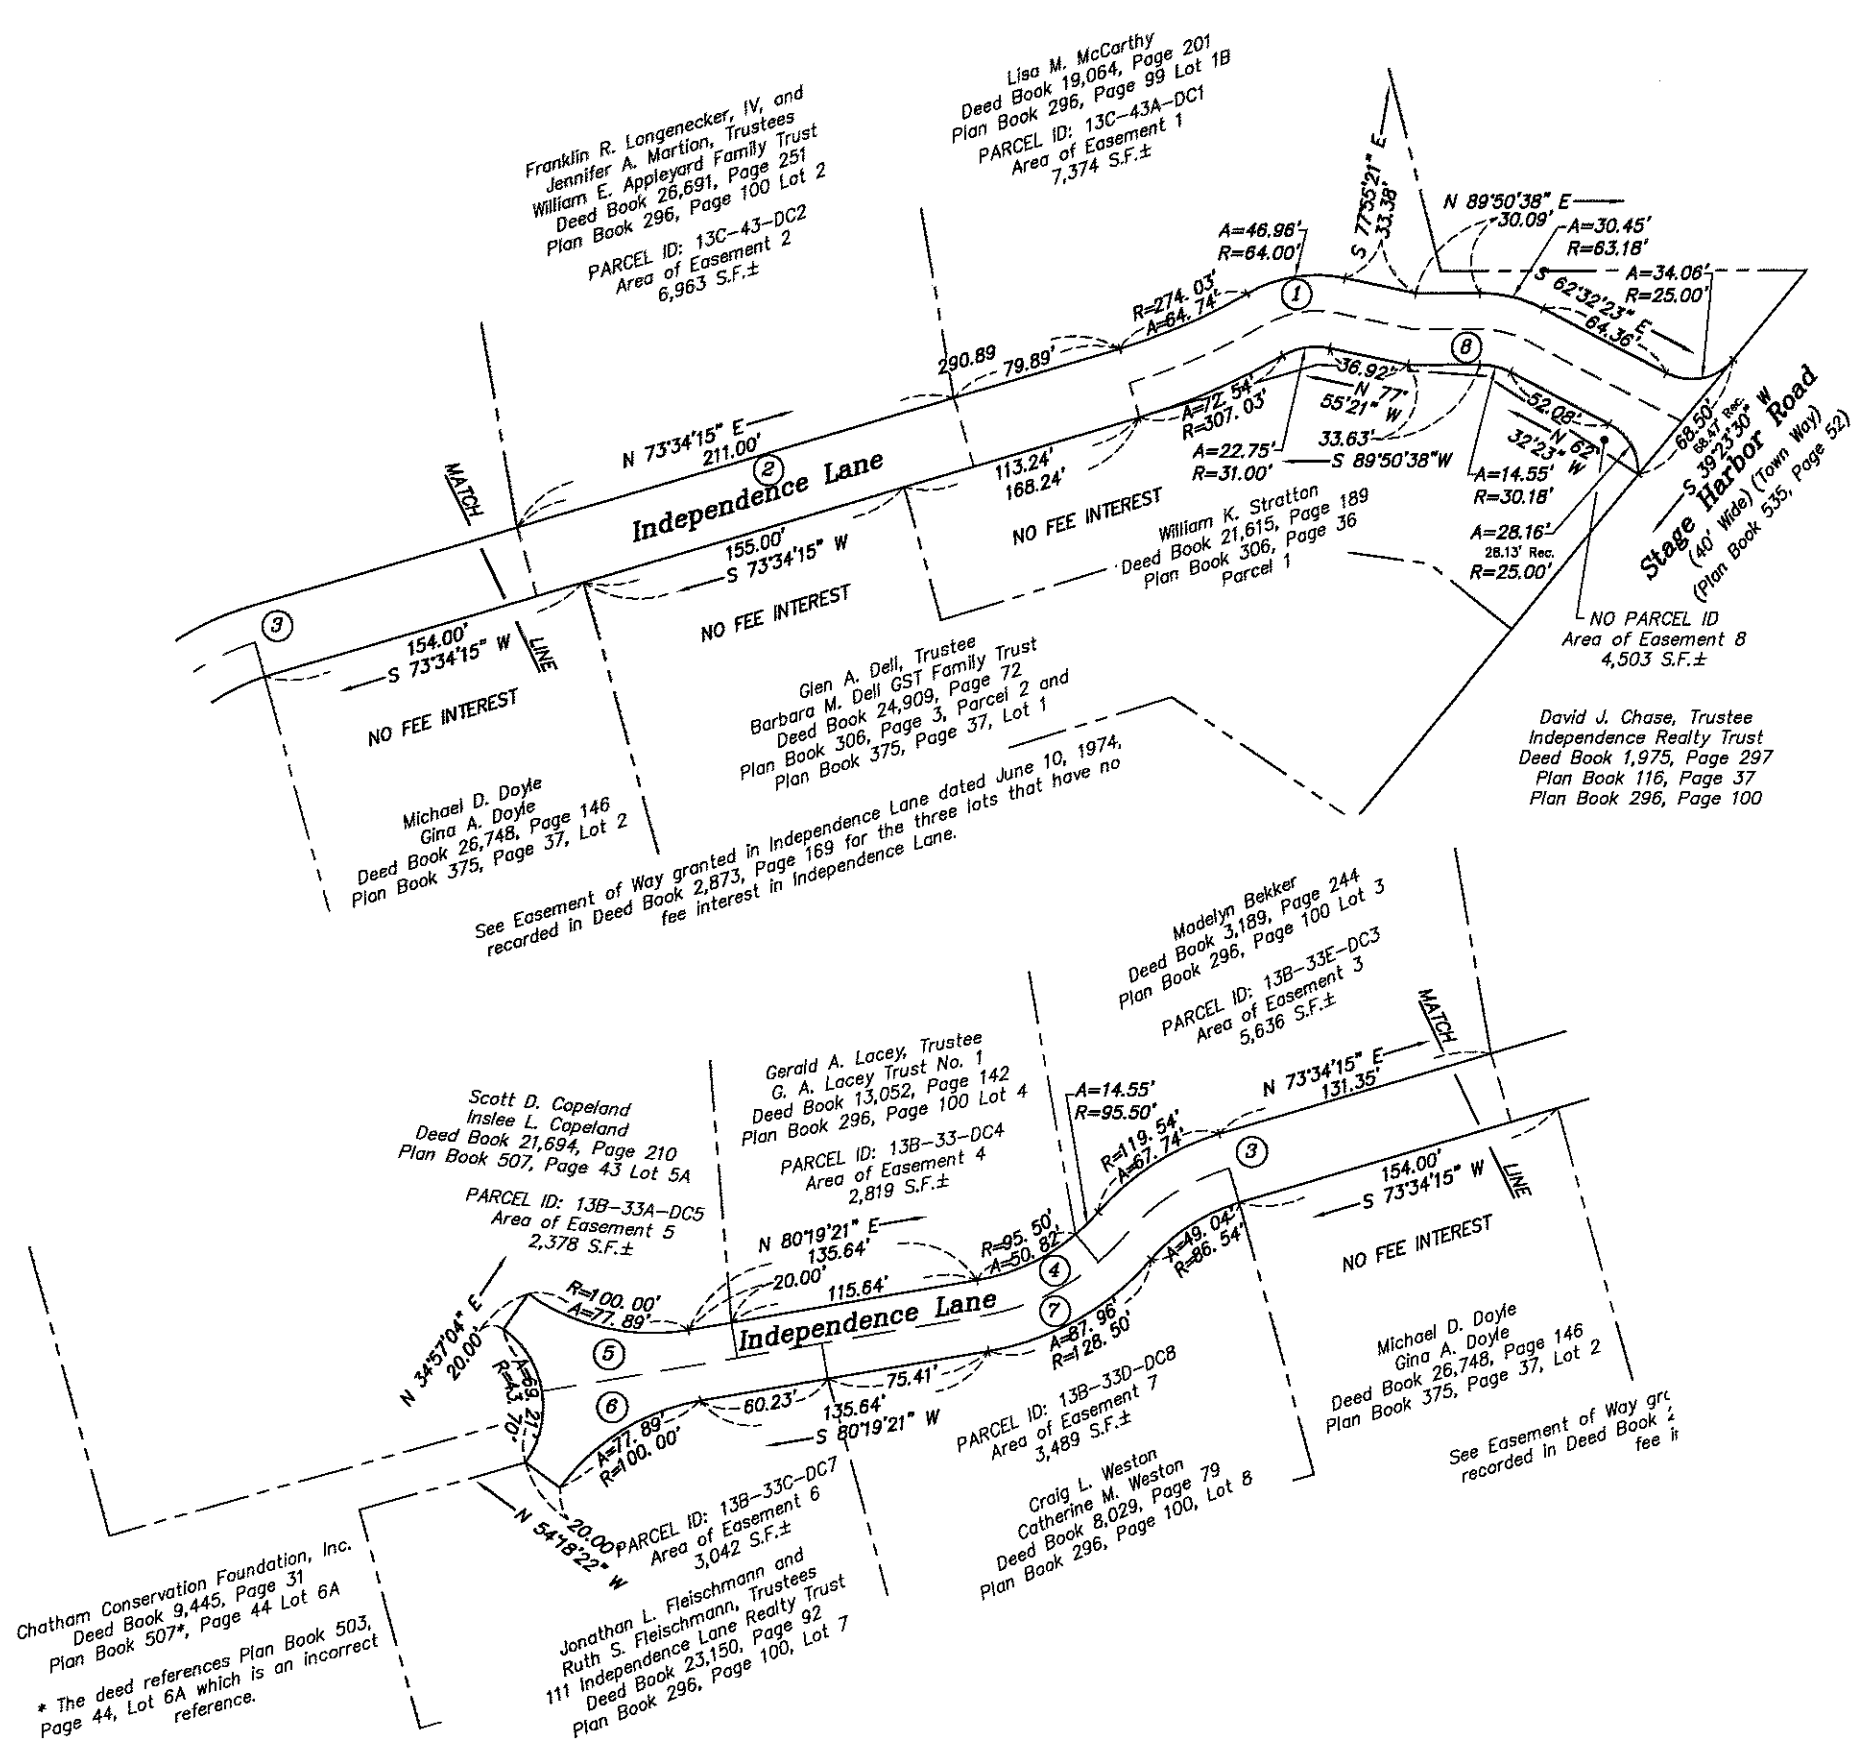 Lisa M. McCarthy
Deed Book 19,064, Page 201
Plan Book 296, Page 99 Lot 1B
PARCEL ID: 13C-43A-DC1
Area of Easement 1
7,374 S.F.±
Franklin R. Longenecker, IV, and
Jennifer A. Martion, Trustees
William E. Appleyard Family Trust
Deed Book 26,691, Page 251
Plan Book 296, Page 100 Lot 2
PARCEL ID: 13C-43-DC2
Area of Easement 2
6,963 S.F.±
A=46.98'
R=64.00'
S 77°55'21" E
33.38'
N 89°50'38" E
30.09'
A=30.45'
R=63.18'
A=34.06'
R=25.00'
S 62°32'23" E
64.36'
R=274.03'
A=64.74'
1
8
290.89
79.89'
N 73°34'15" E
211.00'
2
Independence Lane
MATCH
LINE
3
154.00'
S 73°34'15" W
NO FEE INTEREST
155.00'
S 73°34'15" W
NO FEE INTEREST
113.24'
168.24'
NO FEE INTEREST
A=72.54'
R=307.03'
36.92'
N 77°
55'21" W
A=22.75'
R=31.00'
33.63'
S 89°50'38"W
52.08'
N 62°
32'23" W
A=14.55'
R=30.18'
A=28.16'
28.13' Rec.
R=25.00'
68.50'
68.47' Rec.
S 39°23'30" W
Stage Harbor Road
(40' Wide) (Town Way)
(Plan Book 535, Page 52)
NO PARCEL ID
Area of Easement 8
4,503 S.F.±
William K. Stratton
Deed Book 21,615, Page 189
Plan Book 306, Page 36
Parcel 1
David J. Chase, Trustee
Independence Realty Trust
Deed Book 1,975, Page 297
Plan Book 116, Page 37
Plan Book 296, Page 100
Glen A. Dell, Trustee
Barbara M. Dell GST Family Trust
Deed Book 24,909, Page 72
Plan Book 306, Page 3, Parcel 2 and
Plan Book 375, Page 37, Lot 1
Michael D. Doyle
Gina A. Doyle
Deed Book 26,748, Page 146
Plan Book 375, Page 37, Lot 2
See Easement of Way granted in Independence Lane dated June 10, 1974,
recorded in Deed Book 2,873, Page 169 for the three lots that have no
fee interest in Independence Lane.
Madelyn Bekker
Deed Book 3,189, Page 244
Plan Book 296, Page 100 Lot 3
PARCEL ID: 13B-33E-DC3
Area of Easement 3
5,636 S.F.±
MATCH
LINE
Gerald A. Lacey, Trustee
G. A. Lacey Trust No. 1
Deed Book 13,052, Page 142
Plan Book 296, Page 100 Lot 4
PARCEL ID: 13B-33-DC4
Area of Easement 4
2,819 S.F.±
Scott D. Copeland
Inslee L. Copeland
Deed Book 21,694, Page 210
Plan Book 507, Page 43 Lot 5A
PARCEL ID: 13B-33A-DC5
Area of Easement 5
2,378 S.F.±
A=14.55'
R=95.50'
R=119.54'
A=67.74'
N 73°34'15" E
131.35'
3
154.00'
S 73°34'15" W
NO FEE INTEREST
N 80°19'21" E
135.64'
20.00'
115.64'
R=95.50'
A=50.82'
4
7
A=49.04'
R=86.54'
A=87.96'
R=128.50'
Independence Lane
R=100.00'
A=77.89'
N 34°57'04" E
20.00'
A=69.21'
R=43.70'
5
6
60.23'
75.41'
135.64'
S 80°19'21" W
A=77.89'
R=100.00'
20.00'
N 54°18'22" W
PARCEL ID: 13B-33D-DC8
Area of Easement 7
3,489 S.F.±
Craig L. Weston
Catherine M. Weston
Deed Book 8,029, Page 79
Plan Book 296, Page 100, Lot 8
Michael D. Doyle
Gina A. Doyle
Deed Book 26,748, Page 146
Plan Book 375, Page 37, Lot 2
See Easement of Way
recorded in Deed Book
fee
PARCEL ID: 13B-33C-DC7
Area of Easement 6
3,042 S.F.±
Jonathan L. Fleischmann and
Ruth S. Fleischmann, Trustees
111 Independence Lane Realty Trust
Deed Book 23,150, Page 92
Plan Book 296, Page 100, Lot 7
Chatham Conservation Foundation, Inc.
Deed Book 9,445, Page 31
Plan Book 507*, Page 44 Lot 6A
* The deed references Plan Book 503,
Page 44, Lot 6A which is an incorrect
reference.